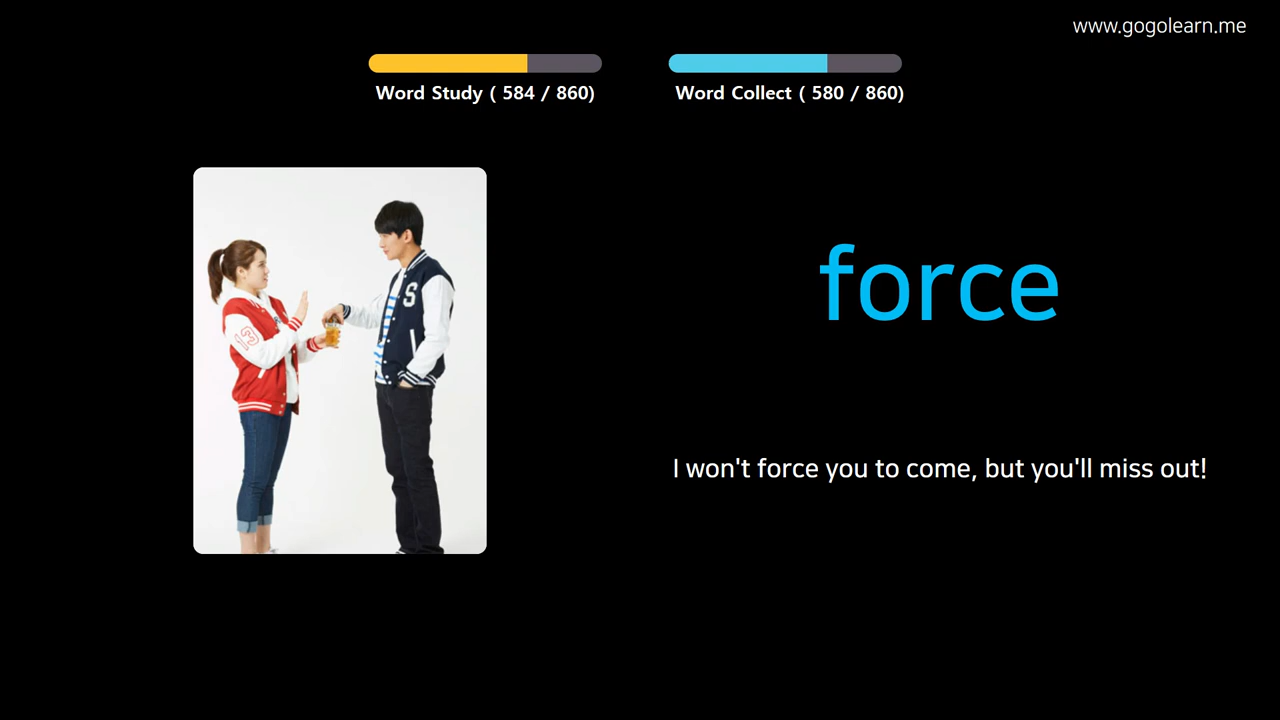 www.gogolearn.me
Word Study ( 584 / 860)
Word Collect ( 580 / 860)
S
13
force
I won't force you to come, but you'll miss out!